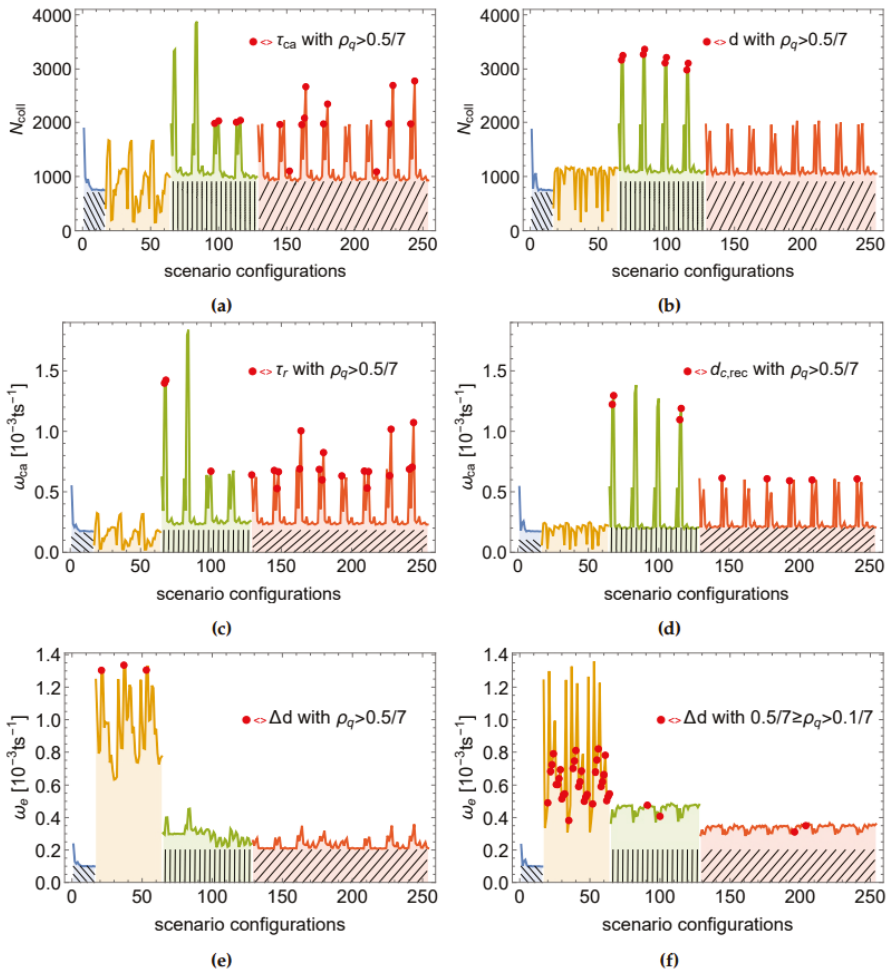 4000
3000
2000
1000
0
N_coll
<> τ_ca with ρ_q>0.5/7
0 50 100 150 200 250
scenario configurations
(a)
4000
3000
2000
1000
0
N_coll
<> d with ρ_q>0.5/7
0 50 100 150 200 250
scenario configurations
(b)
1.5
1.0
0.5
0.0
ω_ca [10⁻³ts⁻¹]
<> τ_r with ρ_q>0.5/7
0 50 100 150 200 250
scenario configurations
(c)
1.5
1.0
0.5
0.0
ω_ca [10⁻³ts⁻¹]
<> d_c,rec with ρ_q>0.5/7
0 50 100 150 200 250
scenario configurations
(d)
1.4
1.2
1.0
0.8
0.6
0.4
0.2
0.0
ω_e [10⁻³ts⁻¹]
<> Δd with ρ_q>0.5/7
0 50 100 150 200 250
scenario configurations
(e)
1.4
1.2
1.0
0.8
0.6
0.4
0.2
0.0
ω_e [10⁻³ts⁻¹]
<> Δd with 0.5/7≥ρ_q>0.1/7
0 50 100 150 200 250
scenario configurations
(f)